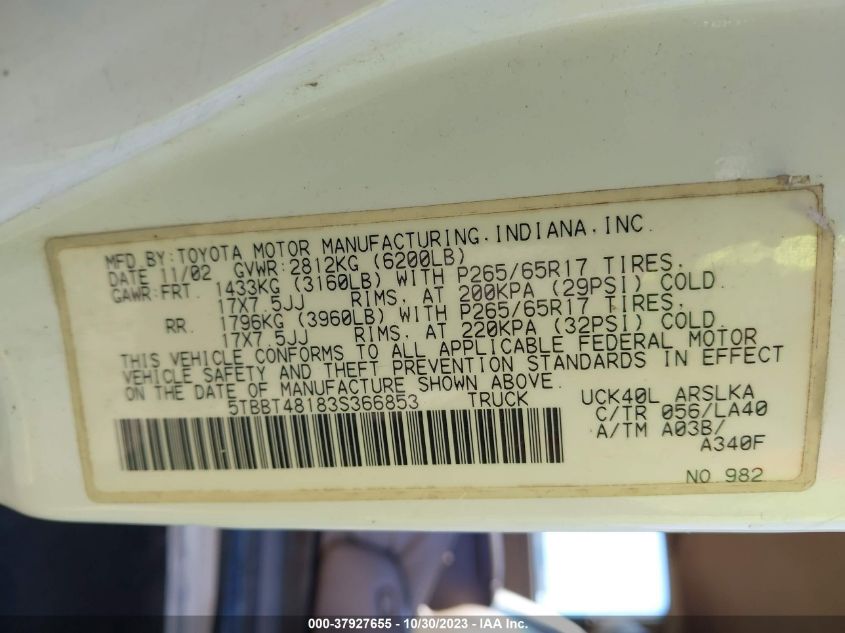 MFD BY:TOYOTA MOTOR MANUFACTURING.INDIANA.INC.
DATE 11/02 GVWR:2812KG (6200LB)
GAWR:FRT. 1433KG (3160LB) WITH P265/65R17 TIRES.
17X7.5JJ RIMS. AT 200KPA (29PSI) COLD.
RR. 1796KG (3960LB) WITH P265/65R17 TIRES.
17X7.5JJ RIMS. AT 220KPA (32PSI) COLD.
THIS VEHICLE CONFORMS TO ALL APPLICABLE FEDERAL MOTOR
VEHICLE SAFETY AND THEFT PREVENTION STANDARDS IN EFFECT
ON THE DATE OF MANUFACTURE SHOWN ABOVE.
5TBBT48183S366853 TRUCK UCK40L ARSLKA
C/TR 056/LA40
A/TM A03B/
A340F
NO.982
000-37927655 - 10/30/2023 - IAA Inc.